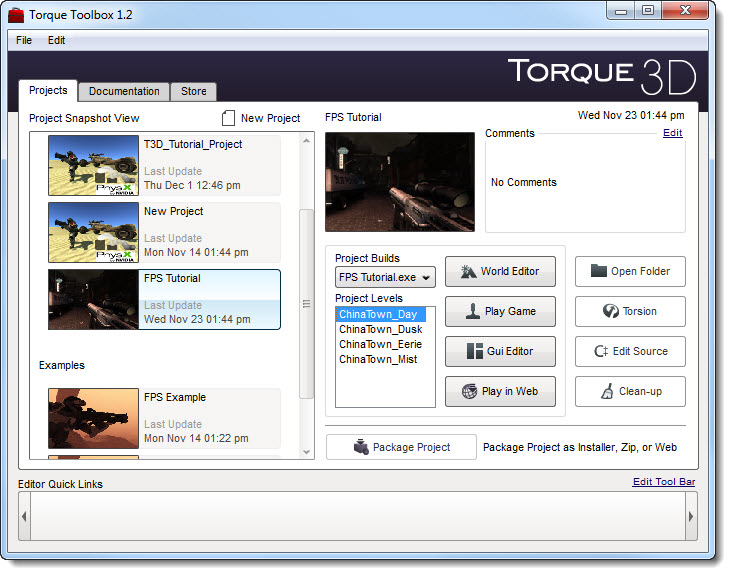 Torque Toolbox 1.2
File Edit
TORQUE 3D
Projects Documentation Store
Project Snapshot View New Project
T3D_Tutorial_Project
Last Update
Thu Dec 1 12:46 pm
PhysX
by NVIDIA
New Project
Last Update
Mon Nov 14 01:44 pm
PhysX
by NVIDIA
FPS Tutorial
Last Update
Wed Nov 23 01:44 pm
Examples
FPS Example
Last Update
Mon Nov 14 01:22 pm
FPS Tutorial Wed Nov 23 01:44 pm
Comments Edit
No Comments
Project Builds
FPS Tutorial.exe
Project Levels
ChinaTown_Day
ChinaTown_Dusk
ChinaTown_Eerie
ChinaTown_Mist
World Editor
Play Game
Gui Editor
Play in Web
Open Folder
Torsion
Edit Source
Clean-up
Package Project Package Project as Installer, Zip, or Web
Editor Quick Links Edit Tool Bar